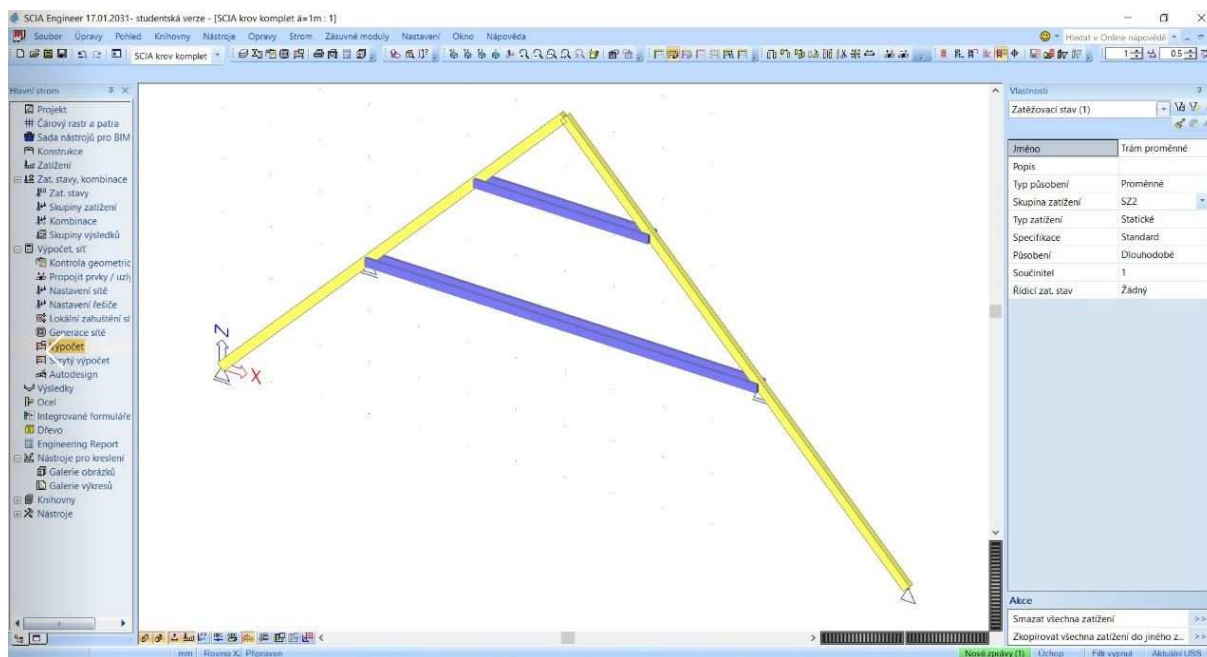 SCIA Engineer 17.01.2031- studentská verze - [SCIA krov komplet á=1m : 1]
Soubor Úpravy Pohled Knihovny Nástroje Opravy Strom Zásuvné moduly Nastavení Okno Nápověda
Hledat v Online nápovědě
SCIA krov komplet
1
0.5
Hlavní strom
Projekt
Čárový rastr a patra
Sada nástrojů pro BIM
Konstrukce
Zatížení
Zat. stavy, kombinace
Zat. stavy
Skupiny zatížení
Kombinace
Skupiny výsledků
Výpočet, síť
Kontrola geometric
Propojit prvky / uzly
Nastavení sítě
Nastavení řešiče
Lokální zahuštění sí
Generace sítě
Výpočet
Skrytý výpočet
Autodesign
Výsledky
Ocel
Integrované formuláře
Dřevo
Engineering Report
Nástroje pro kreslení
Galerie obrázků
Galerie výkresů
Knihovny
Nástroje
Z
X
Vlastnosti
Zatěžovací stav (1)
Jméno Trám proměnné
Popis
Typ působení Proměnné
Skupina zatížení SZ2
Typ zatížení Statické
Specifikace Standard
Působení Dlouhodobé
Součinitel 1
Řídicí zat. stav Žádný
Akce
Smazat všechna zatížení >>
Zkopírovat všechna zatížení do jiného z... >>
mm Rovina XZ Připraven
Nové zprávy (1) Úchop Filtr vypnut Aktuální USS